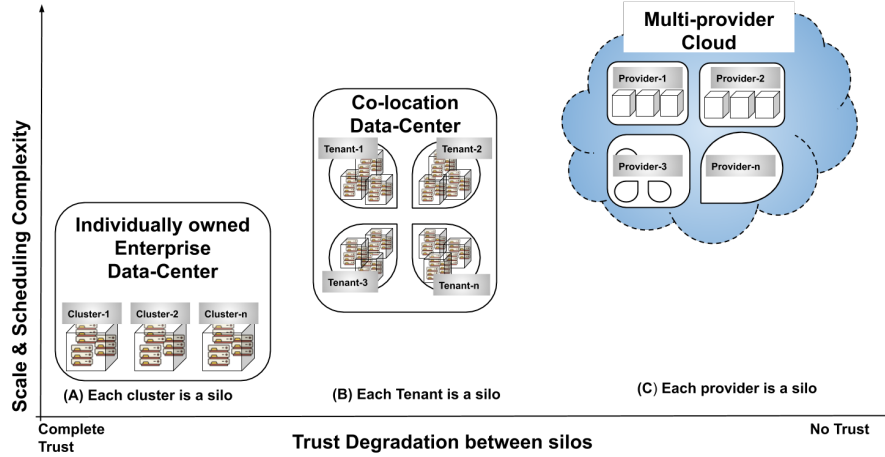 Multi-provider
Cloud
Provider-1
Provider-2
Provider-3
Provider-n
Co-location
Data-Center
Tenant-1
Tenant-2
Tenant-3
Tenant-n
Individually owned
Enterprise
Data-Center
Cluster-1
Cluster-2
Cluster-n
(A) Each cluster is a silo
(B) Each Tenant is a silo
(C) Each provider is a silo
Scale & Scheduling Complexity
Complete
Trust
Trust Degradation between silos
No Trust